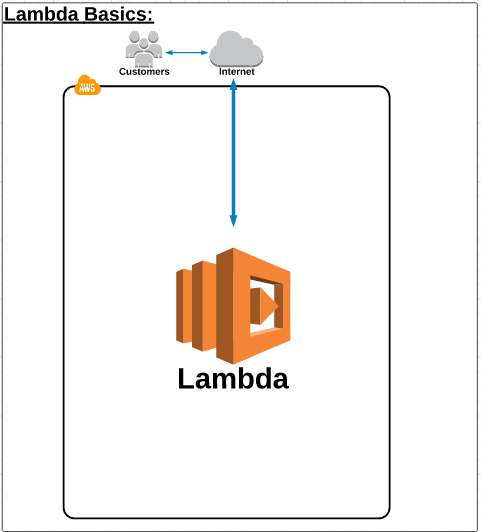 Lambda Basics:
Customers
Internet
AWS
Lambda